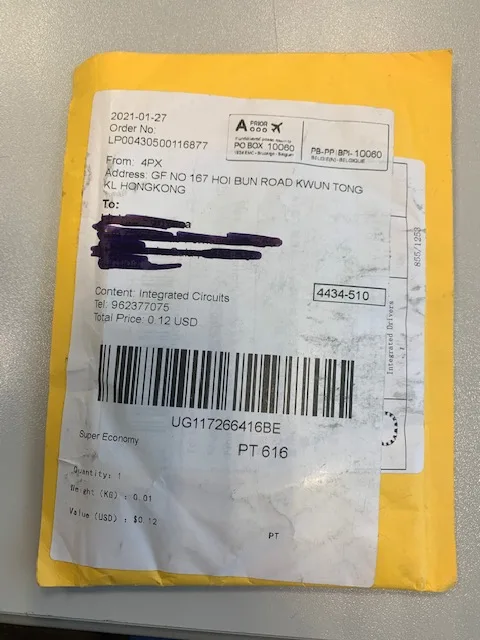 2021-01-27
Order No:
LP00430500116877
A PRIOR
PO BOX 10060
PB-PP|BPI-10060
BELGIE(N)-BELGIQUE
From: 4PX
Address: GF NO 167 HOI BUN ROAD KWUN TONG
KL HONGKONG
To:
a
Content: Integrated Circuits
Tel: 962377075
Total Price: 0.12 USD
4434-510
Integrated Drivers
UG117266416BE
Super Economy
PT 616
Quantity: 1
Weight (KG) : 0.01
Value (USD) : $0.12
PT